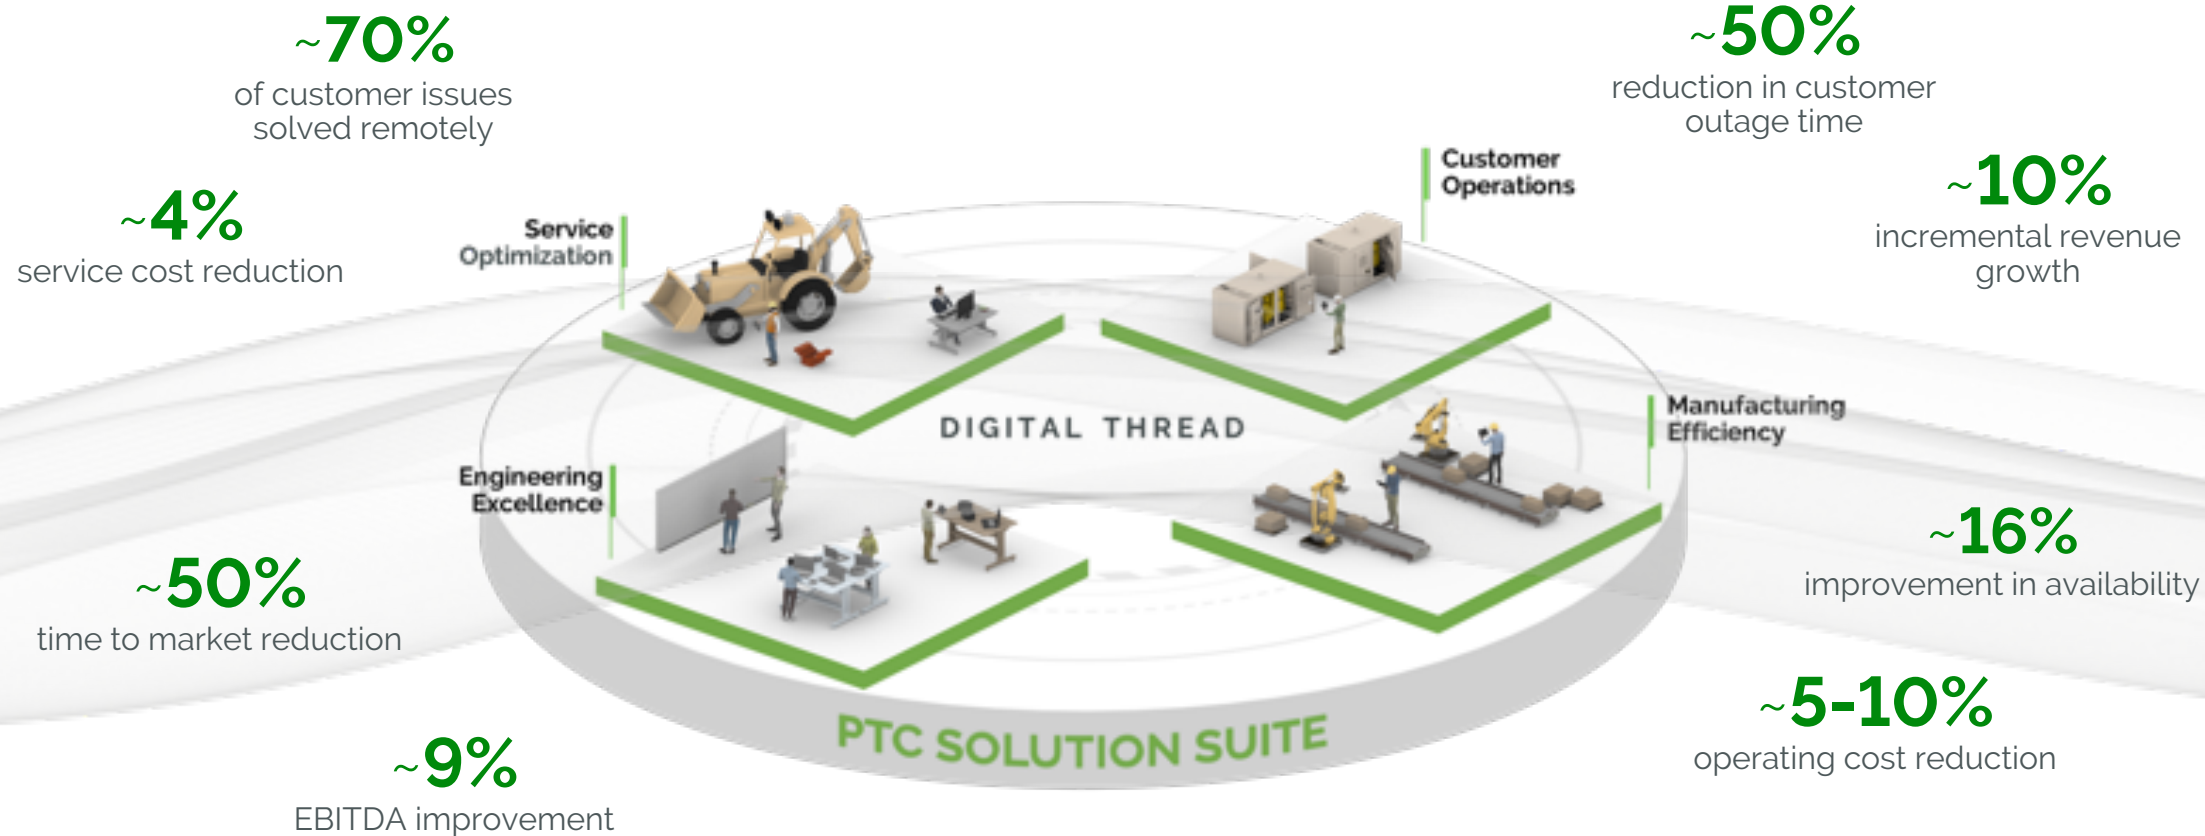 ~70%
of customer issues
solved remotely
~4%
service cost reduction
Service
Optimization
~50%
reduction in customer
outage time
Customer
Operations
~10%
incremental revenue
growth
DIGITAL THREAD
Engineering
Excellence
Manufacturing
Efficiency
~50%
time to market reduction
~16%
improvement in availability
~9%
EBITDA improvement
PTC SOLUTION SUITE
~5-10%
operating cost reduction